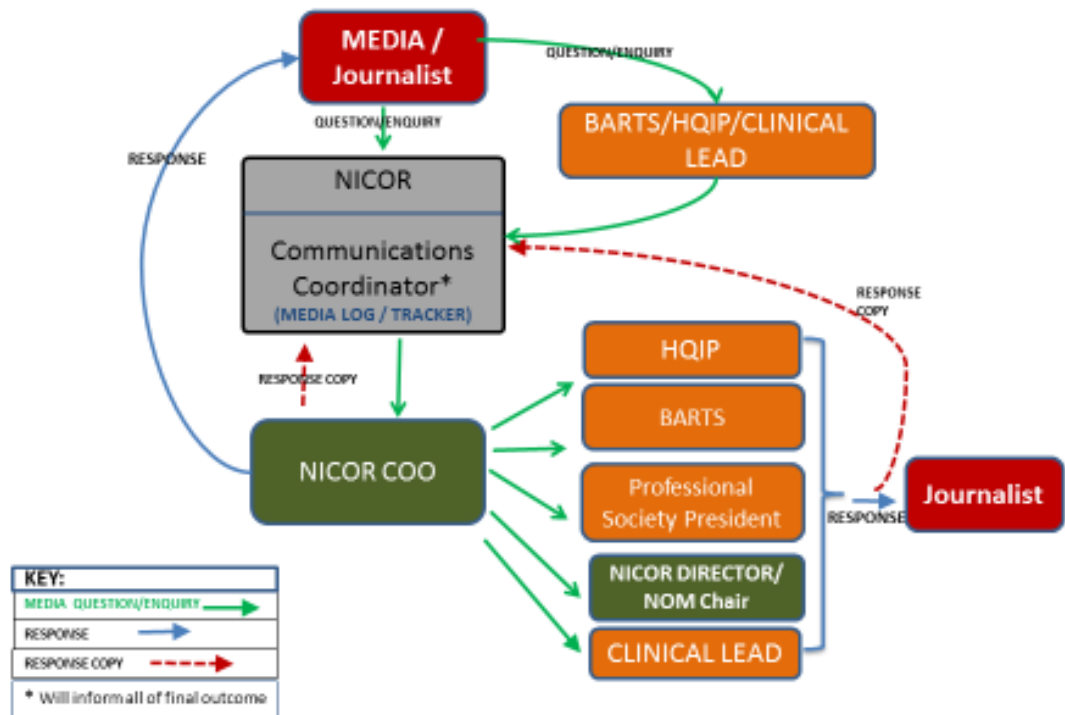 MEDIA /
Journalist
QUESTION/ENQUIRY
QUESTION/ENQUIRY
BARTS/HQIP/CLINICAL
LEAD
RESPONSE
NICOR
Communications
Coordinator*
(MEDIA LOG / TRACKER)
RESPONSE
COPY
RESPONSE COPY
HQIP
BARTS
NICOR COO
Professional
Society President
Journalist
RESPONSE
NICOR DIRECTOR/
NOM Chair
CLINICAL LEAD
KEY:
MEDIA QUESTION/ENQUIRY
RESPONSE
RESPONSE COPY
* Will inform all of final outcome